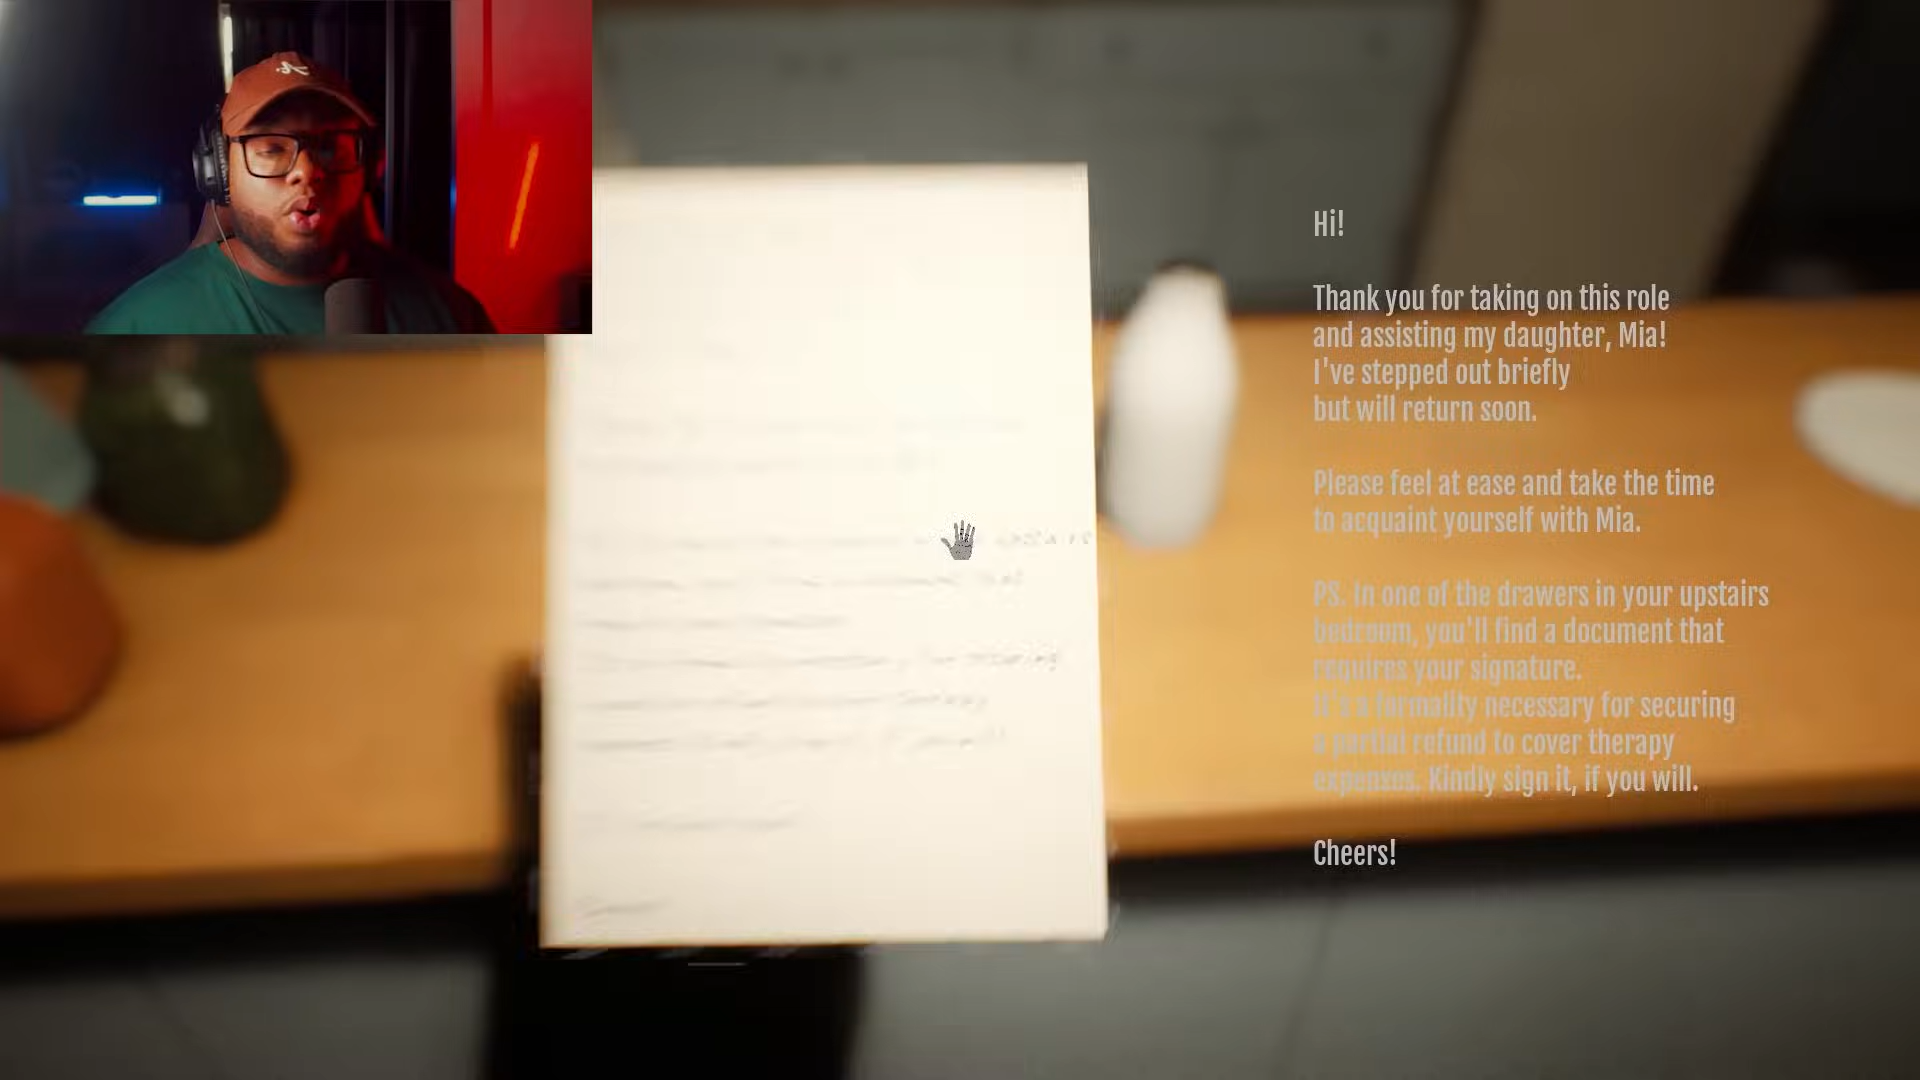 Hi!
Thank you for taking on this role
and assisting my daughter, Mia!
I've stepped out briefly
but will return soon.
Please feel at ease and take the time
to acquaint yourself with Mia.
PS. In one of the drawers in your upstairs
bedroom, you'll find a document that
requires your signature.
It's a formality necessary for securing
a partial refund to cover therapy
expenses. Kindly sign it, if you will.
Cheers!